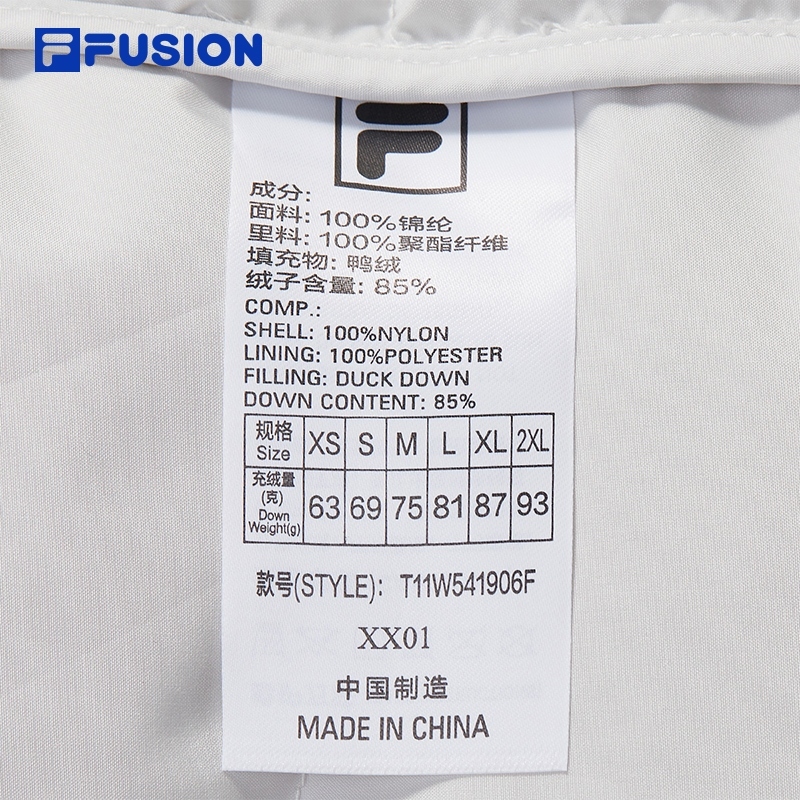 FUSION
成分:
面料: 100%锦纶
里料: 100%聚酯纤维
填充物: 鸭绒
绒子含量: 85%
COMP.:
SHELL: 100%NYLON
LINING: 100%POLYESTER
FILLING: DUCK DOWN
DOWN CONTENT: 85%
规格 Size XS S M L XL 2XL
充绒量(克) Down Weight(g) 63 69 75 81 87 93
款号(STYLE): T11W541906F
XX01
中国制造
MADE IN CHINA